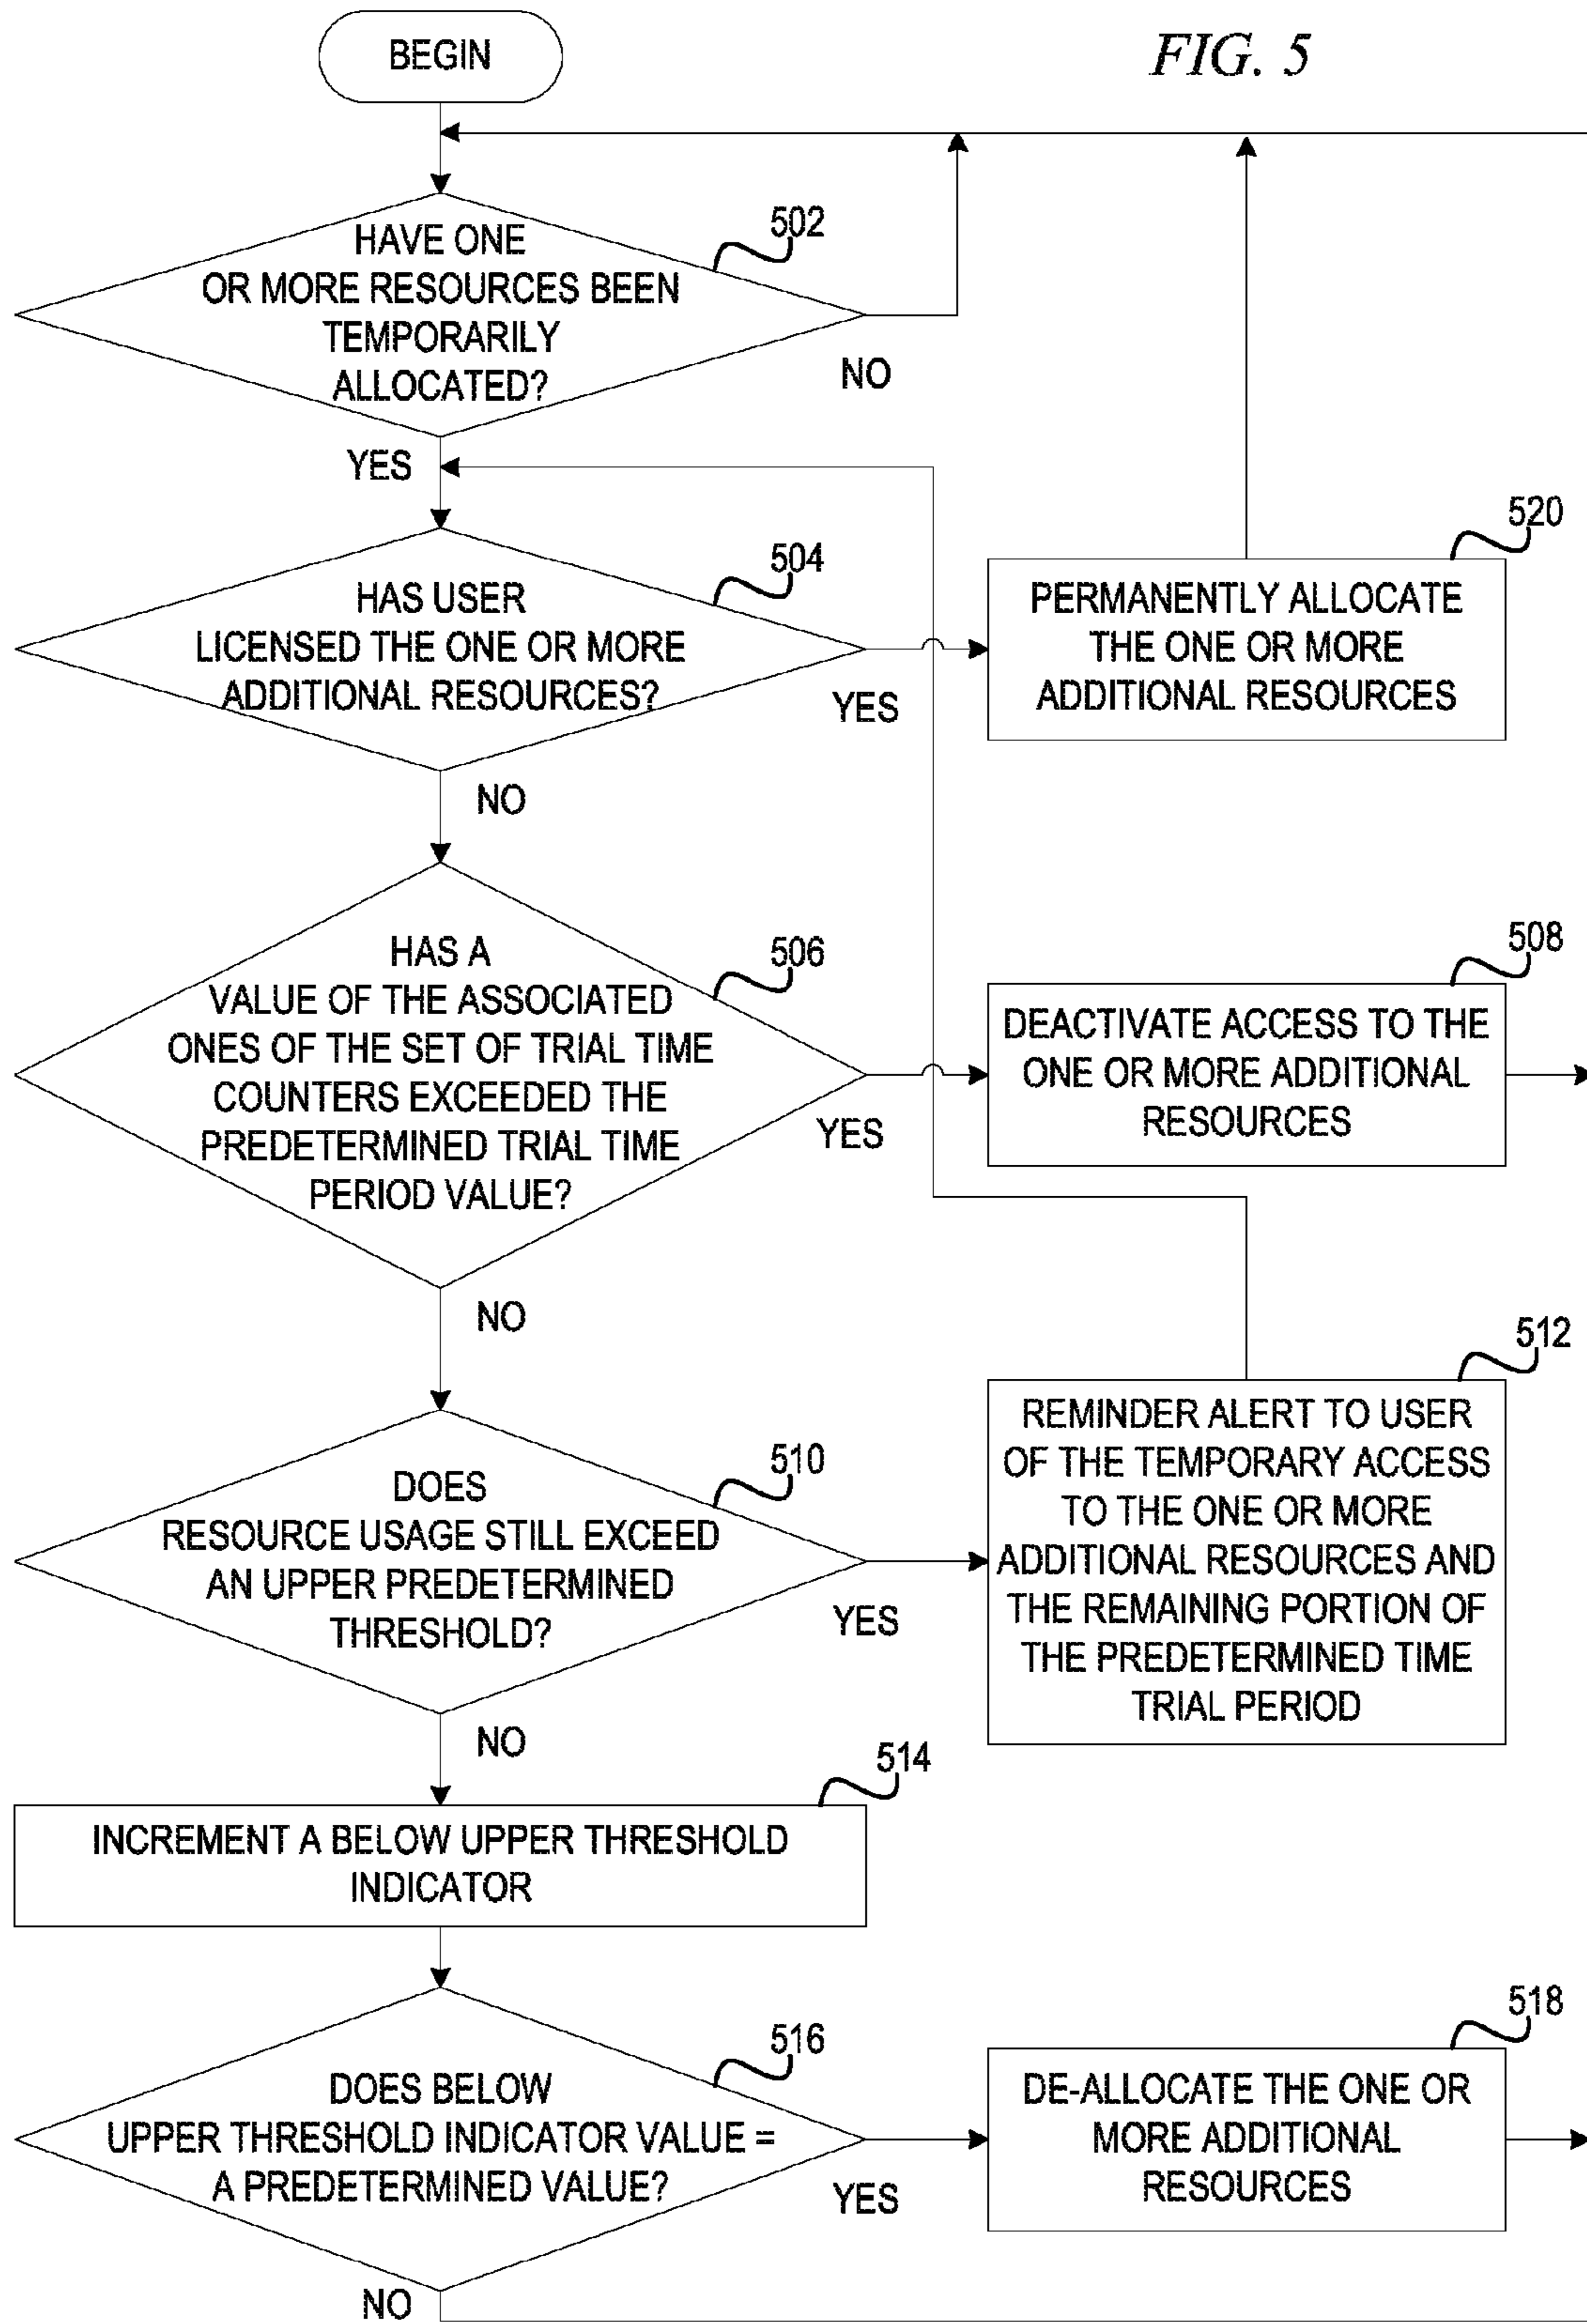 BEGIN
FIG. 5
HAVE ONE
OR MORE RESOURCES BEEN
TEMPORARILY
ALLOCATED?
502
NO
YES
HAS USER
LICENSED THE ONE OR MORE
ADDITIONAL RESOURCES?
504
YES
NO
PERMANENTLY ALLOCATE
THE ONE OR MORE
ADDITIONAL RESOURCES
520
HAS A
VALUE OF THE ASSOCIATED
ONES OF THE SET OF TRIAL TIME
COUNTERS EXCEEDED THE
PREDETERMINED TRIAL TIME
PERIOD VALUE?
506
YES
NO
DEACTIVATE ACCESS TO THE
ONE OR MORE ADDITIONAL
RESOURCES
508
DOES
RESOURCE USAGE STILL EXCEED
AN UPPER PREDETERMINED
THRESHOLD?
510
YES
NO
REMINDER ALERT TO USER
OF THE TEMPORARY ACCESS
TO THE ONE OR MORE
ADDITIONAL RESOURCES AND
THE REMAINING PORTION OF
THE PREDETERMINED TIME
TRIAL PERIOD
512
INCREMENT A BELOW UPPER THRESHOLD
INDICATOR
514
DOES BELOW
UPPER THRESHOLD INDICATOR VALUE =
A PREDETERMINED VALUE?
516
YES
NO
DE-ALLOCATE THE ONE OR
MORE ADDITIONAL
RESOURCES
518